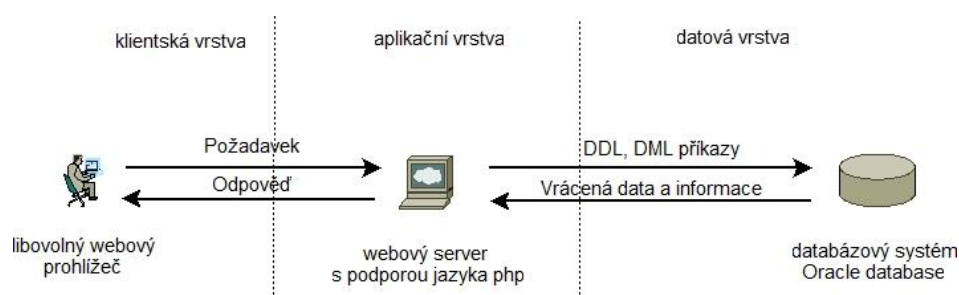 klientská vrstva
aplikační vrstva
datová vrstva
Požadavek
Odpověď
DDL, DML příkazy
Vrácená data a informace
libovolný webový
prohlížeč
webový server
s podporou jazyka php
databázový systém
Oracle database